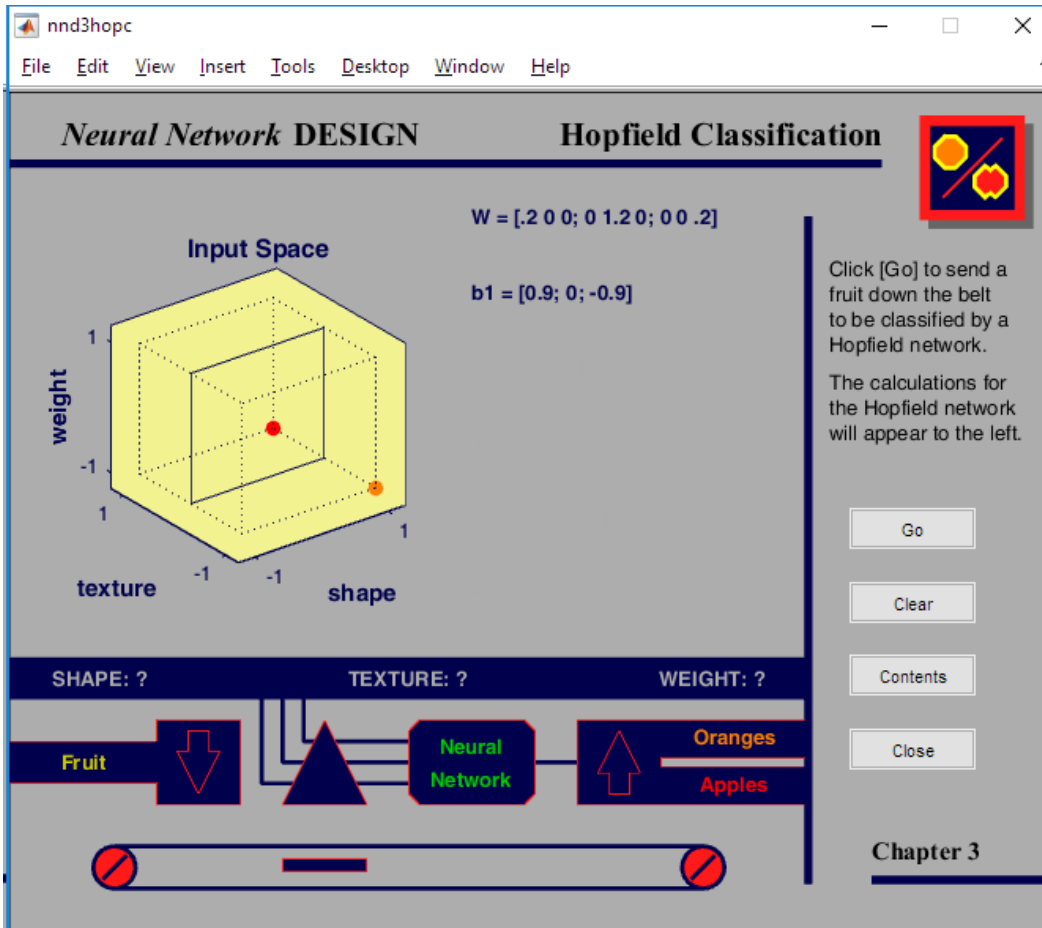 nnd3hopc
File Edit View Insert Tools Desktop Window Help
Neural Network DESIGN
Hopfield Classification
W = [.2 0 0; 0 1.2 0; 0 0 .2]
b1 = [0.9; 0; -0.9]
Input Space
1
weight
-1
1
texture
-1
-1
shape
1
Click [Go] to send a
fruit down the belt
to be classified by a
Hopfield network.
The calculations for
the Hopfield network
will appear to the left.
Go
Clear
Contents
Close
SHAPE: ?
TEXTURE: ?
WEIGHT: ?
Fruit
Neural
Network
Oranges
Apples
Chapter 3